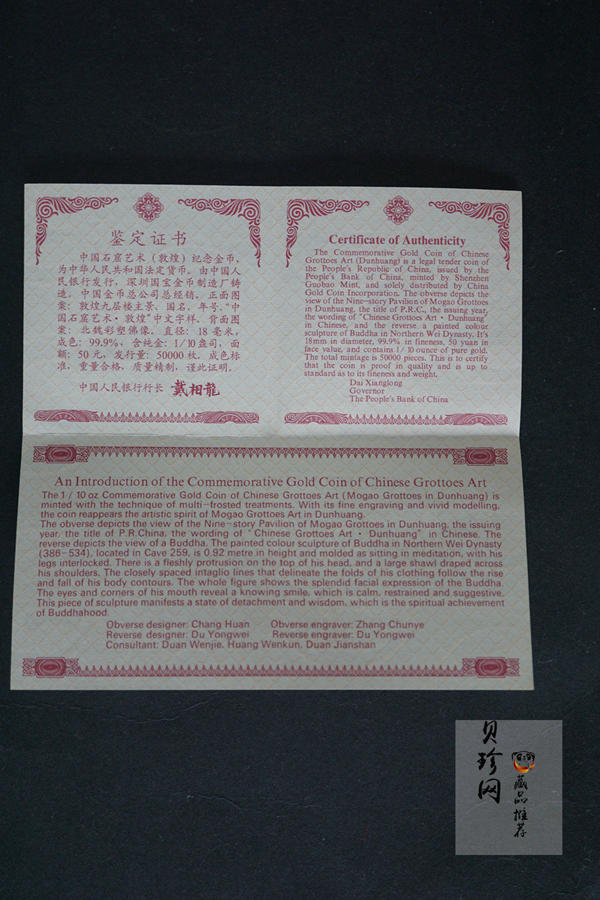 鉴定证书
中国石窟艺术（敦煌）纪念金币，
为中华人民共和国法定货币。由中国人
民银行发行，深圳国宝金币制造厂铸
造，中国金币总公司总经销。正面图
案：敦煌九层楼主景、国名、年号、“中
国石窟艺术·敦煌”中文字样。背面图
案：北魏彩塑佛像。直径：18毫米，
成色：99.9%，含纯金：1/10盎司，面
额：50元，发行量：50000枚。成色标
准，重量合格，质量精制，谨此证明。
中国人民银行行长 戴相龍
Certificate of Authenticity
The Commemorative Gold Coin of Chinese
Grottoes Art (Dunhuang) is a legal tender coin of
the People's Republic of China, issued by the
People's Bank of China, minted by Shenzhen
Guobao Mint, and solely distributed by China
Gold Coin Incorporation. The obverse depicts the
view of the Nine-story Pavilion of Mogao Grottoes
in Dunhuang, the title of P.R.C., the issuing year,
the wording of "Chinese Grottoes Art · Dunhuang"
in Chinese, and the reverse a painted colour
sculpture of Buddha in Northern Wei Dynasty. It's
18mm in diameter, 99.9% in fineness, 50 yuan in
face value, and contains 1/10 ounce of pure gold.
The total mintage is 50000 pieces. This is to certify
that the coin is proof in quality and is up to
standard as to its fineness and weight.
Dai Xianglong
Governor
The People's Bank of China
An Introduction of the Commemorative Gold Coin of Chinese Grottoes Art
The 1/10 oz Commemorative Gold Coin of Chinese Grottoes Art (Mogao Grottoes in Dunhuang) is
minted with the technique of multi-frosted treatments. With its fine engraving and vivid modelling,
the coin reappears the artistic spirit of Mogao Grottoes Art in Dunhuang.
The obverse depicts the view of the Nine-story Pavilion of Mogao Grottoes in Dunhuang, the issuing
year, the title of P.R.China, the wording of "Chinese Grottoes Art · Dunhuang" in Chinese. The
reverse depicts the view of a Buddha. The painted colour sculpture of Buddha in Northern Wei Dynasty
(386-534), located in Cave 259, is 0.92 metre in height and molded as sitting in meditation, with his
legs interlocked. There is a fleshly protrusion on the top of his head, and a large shawl draped across
his shoulders. The closely spaced intaglio lines that delineate the folds of his clothing follow the rise
and fall of his body contours. The whole figure shows the splendid facial expression of the Buddha.
The eyes and corners of his mouth reveal a knowing smile, which is calm, restrained and suggestive.
This piece of sculpture manifests a state of detachment and wisdom, which is the spiritual achievement
of Buddhahood.
Obverse designer: Chang Huan Obverse engraver: Zhang Chunye
Reverse designer: Du Yongwei Reverse engraver: Du Yongwei
Consultant: Duan Wenjie, Huang Wenkun, Duan Jianshan
贝珍网
藏品推荐